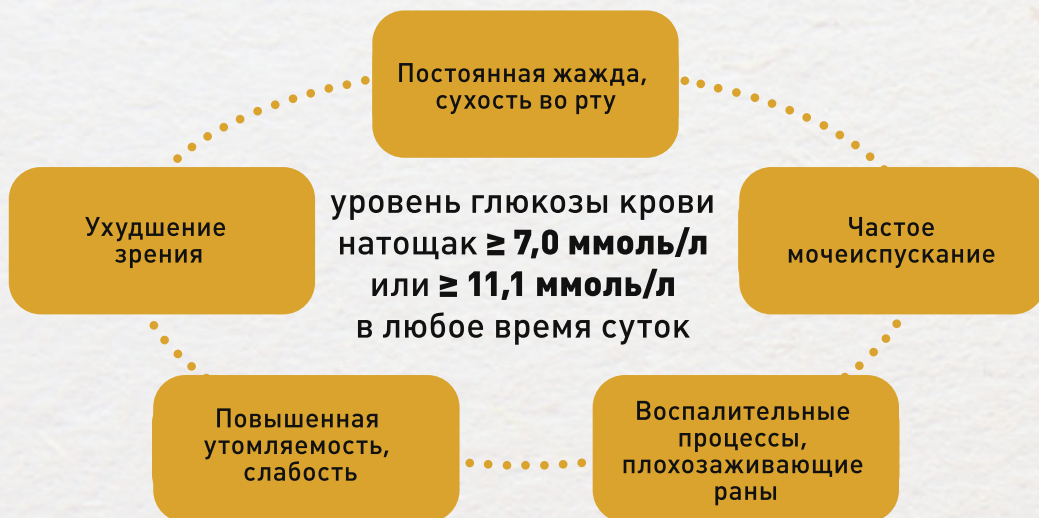 Постоянная жажда,
сухость во рту
Ухудшение
зрения
уровень глюкозы крови
натощак ≥ 7,0 ммоль/л
или ≥ 11,1 ммоль/л
в любое время суток
Частое
мочеиспускание
Повышенная
утомляемость,
слабость
Воспалительные
процессы,
плохозаживающие
раны